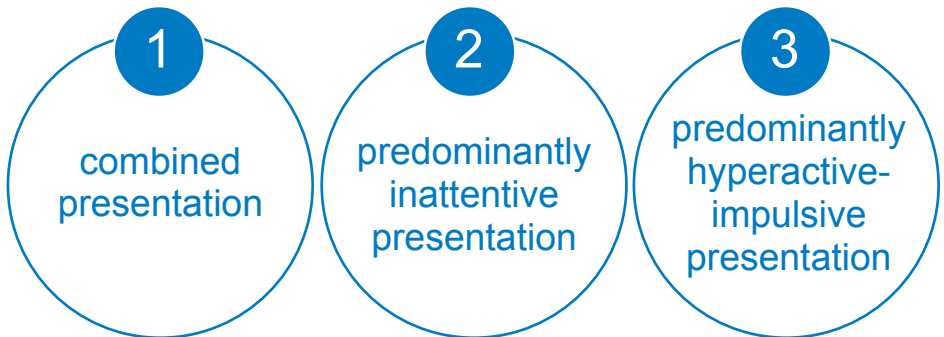 1
combined
presentation
2
predominantly
inattentive
presentation
3
predominantly
hyperactive-
impulsive
presentation